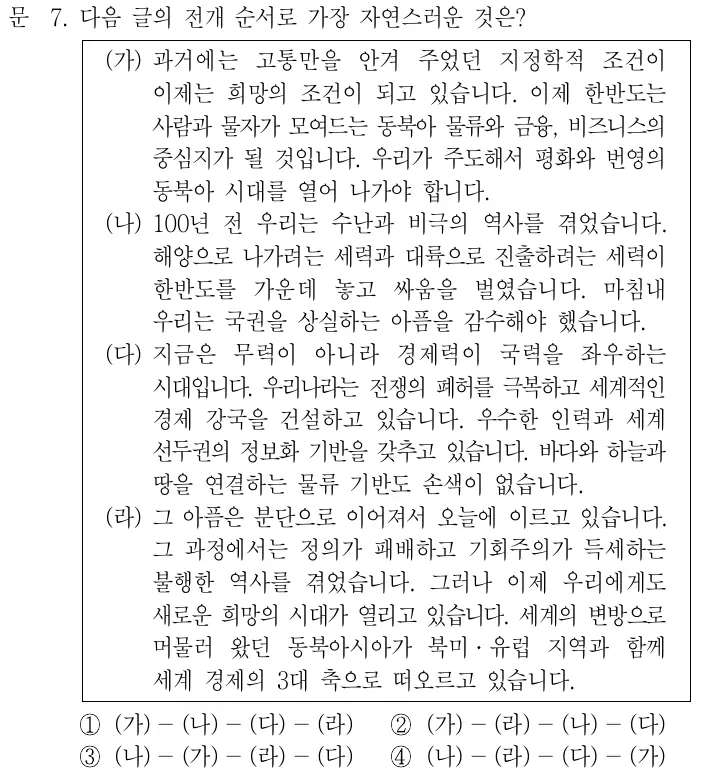 문 7. 다음 글의 전개 순서로 가장 자연스러운 것은?
(가) 과거에는 고통만을 안겨 주었던 지정학적 조건이
이제는 희망의 조건이 되고 있습니다. 이제 한반도는
사람과 물자가 모여드는 동북아 물류와 금융, 비즈니스의
중심지가 될 것입니다. 우리가 주도해서 평화와 번영의
동북아 시대를 열어 나가야 합니다.
(나) 100년 전 우리는 수난과 비극의 역사를 겪었습니다.
해양으로 나가려는 세력과 대륙으로 진출하려는 세력이
한반도를 가운데 놓고 싸움을 벌였습니다. 마침내
우리는 국권을 상실하는 아픔을 감수해야 했습니다.
(다) 지금은 무력이 아니라 경제력이 국력을 좌우하는
시대입니다. 우리나라는 전쟁의 폐허를 극복하고 세계적인
경제 강국을 건설하고 있습니다. 우수한 인력과 세계
선두권의 정보화 기반을 갖추고 있습니다. 바다와 하늘과
땅을 연결하는 물류 기반도 손색이 없습니다.
(라) 그 아픔은 분단으로 이어져서 오늘에 이르고 있습니다.
그 과정에서는 정의가 패배하고 기회주의가 득세하는
불행한 역사를 겪었습니다. 그러나 이제 우리에게도
새로운 희망의 시대가 열리고 있습니다. 세계의 변방으로
머물러 왔던 동북아시아가 북미·유럽 지역과 함께
세계 경제의 3대 축으로 떠오르고 있습니다.
① (가) - (나) - (다) - (라) ② (가) - (라) - (나) - (다)
③ (나) - (가) - (라) - (다) ④ (나) - (라) - (다) - (가)